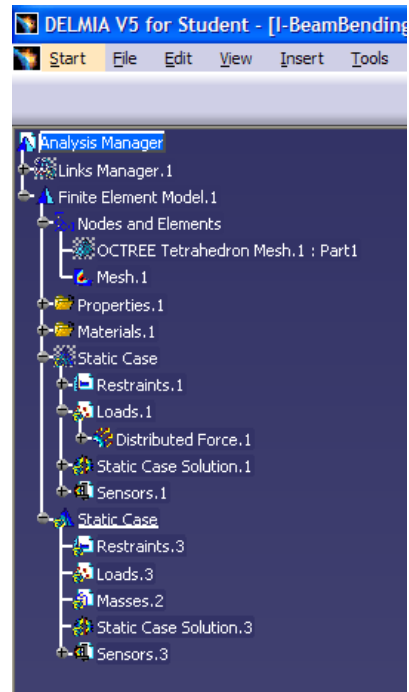 DELMIA V5 for Student - [I-BeamBending
Start File Edit View Insert Tools
Analysis Manager
Links Manager.1
Finite Element Model.1
Nodes and Elements
OCTREE Tetrahedron Mesh.1 : Part1
Mesh.1
Properties.1
Materials.1
Static Case
Restraints.1
Loads.1
Distributed Force.1
Static Case Solution.1
Sensors.1
Static Case
Restraints.3
Loads.3
Masses.2
Static Case Solution.3
Sensors.3